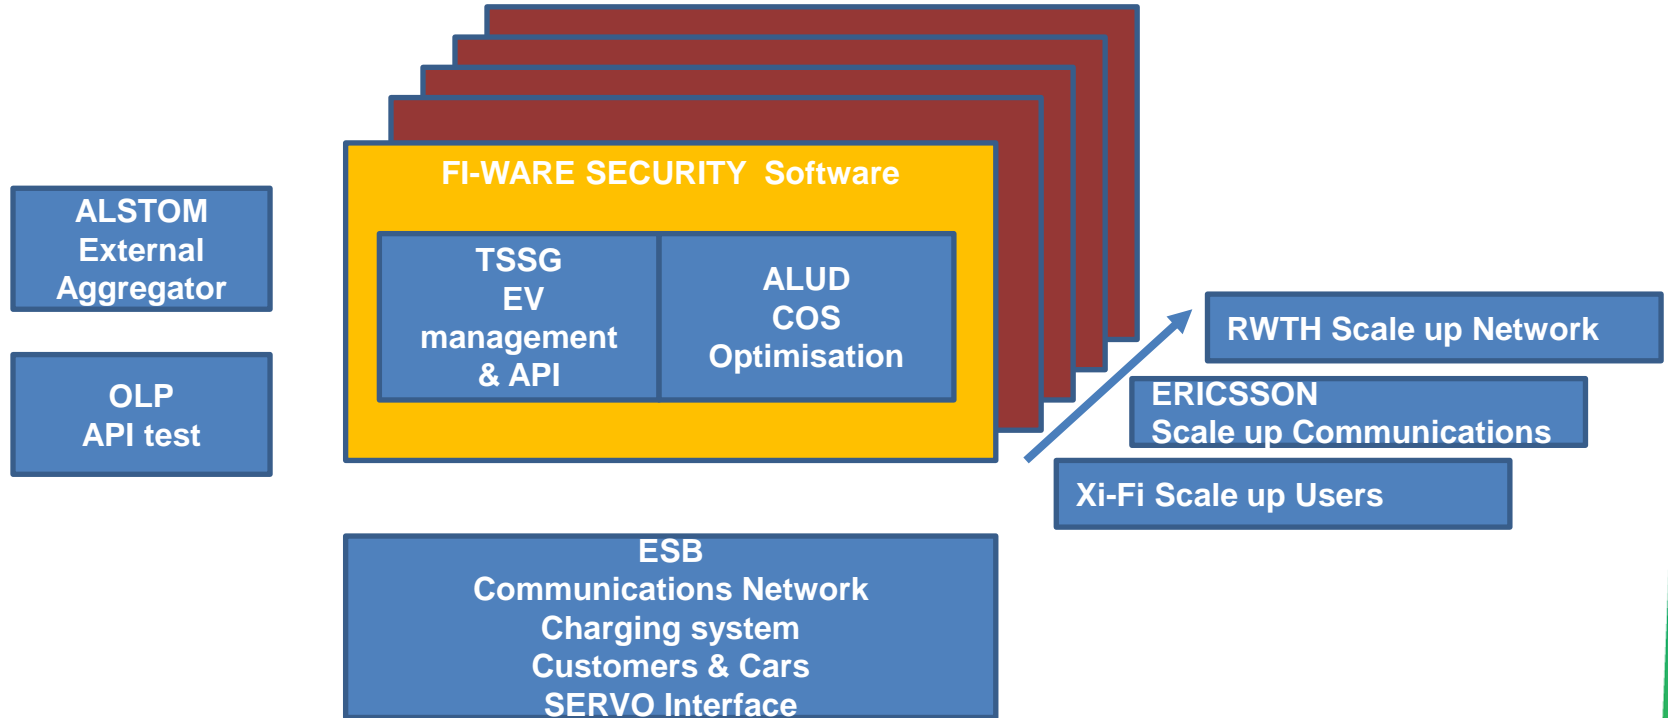 FI-WARE SECURITY Software
ALSTOM
External
Aggregator
OLP
API test
TSSG
EV
management
& API
ALUD
COS
Optimisation
RWTH Scale up Network
ERICSSON
Scale up Communications
Xi-Fi Scale up Users
ESB
Communications Network
Charging system
Customers & Cars
SERVO Interface